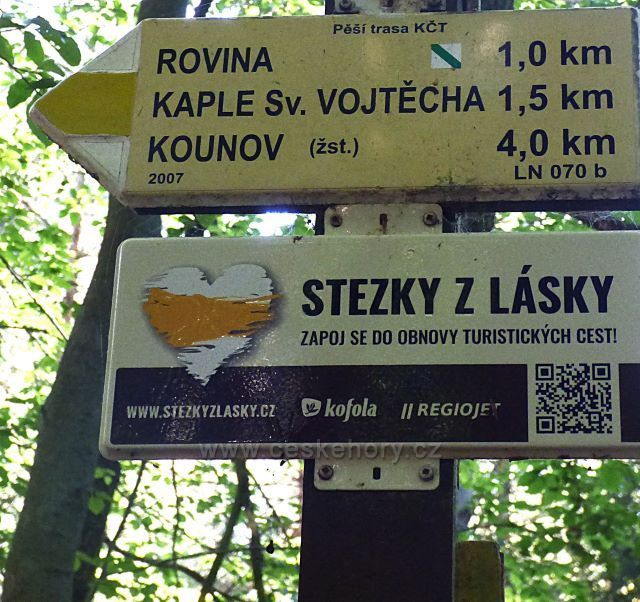 Pěší trasa KČT
ROVINA 1,0 km
KAPLE Sv. VOJTĚCHA 1,5 km
KOUNOV (žst.) 4,0 km
2007 LN 070 b
STEZKY Z LÁSKY
ZAPOJ SE DO OBNOVY TURISTICKÝCH CEST!
WWW.STEZKYZLASKY.CZ kofola || REGIOJET
www.ceskehory.cz